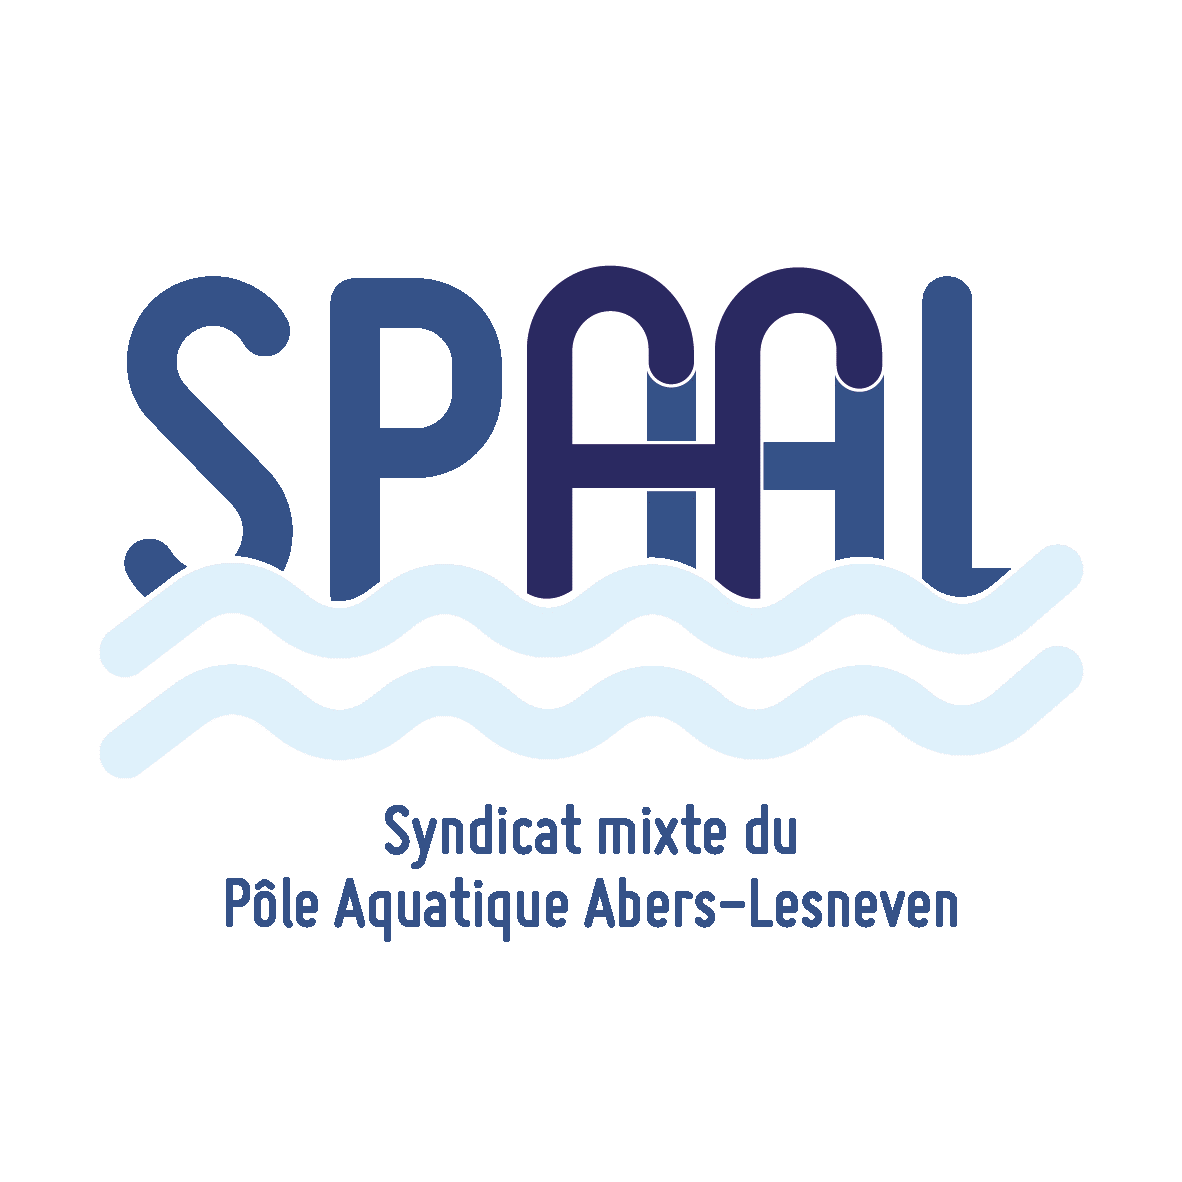 SPAAL
Syndicat mixte du
Pôle Aquatique Abers-Lesneven